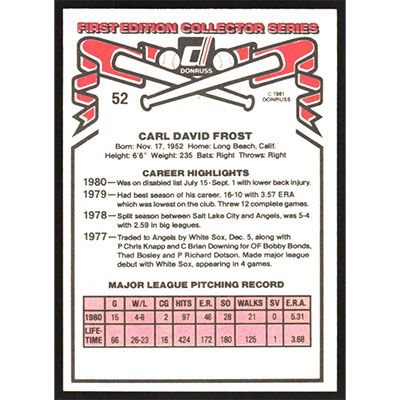 FIRST EDITION COLLECTOR SERIES
DONRUSS
52
© 1981
DONRUSS
CARL DAVID FROST
Born: Nov. 17, 1952 Home: Long Beach, Calif.
Height: 6'6" Weight: 235 Bats: Right Throws: Right
CAREER HIGHLIGHTS
1980—Was on disabled list July 15-Sept. 1 with lower back injury.
1979—Had best season of his career, 16-10 with 3.57 ERA
which was lowest on the club. Threw 12 complete games.
1978—Split season between Salt Lake City and Angels, was 5-4
with 2.59 in big leagues.
1977—Traded to Angels by White Sox, Dec. 5, along with
P Chris Knapp and C Brian Downing for OF Bobby Bonds,
Thad Bosley and P Richard Dotson. Made major league
debut with White Sox, appearing in 4 games.
MAJOR LEAGUE PITCHING RECORD
G W/L CG HITS E.R. SO WALKS SV E.R.A.
1980 15 4-8 2 97 46 28 21 0 5.31
LIFE-
TIME 66 26-23 16 424 172 180 125 1 3.68